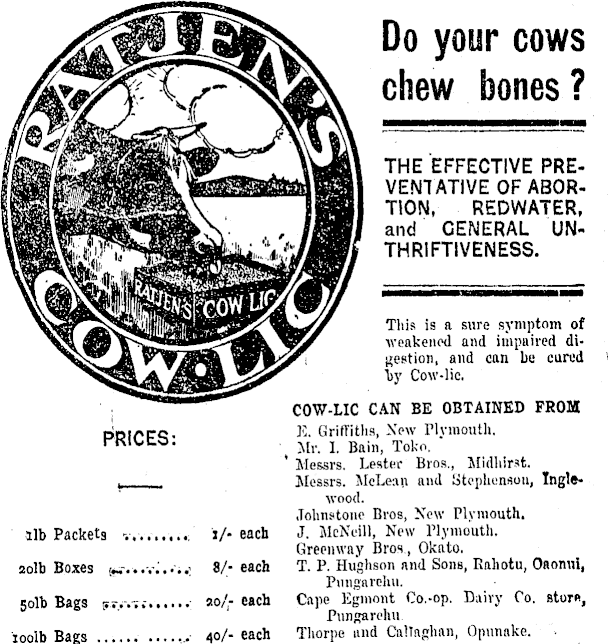 RATJEN'S
COW·LIC
RATJEN'S COW LIC
Do your cows
chew bones?
THE EFFECTIVE PRE-
VENTATIVE OF ABOR-
TION, REDWATER,
and GENERAL UN-
THRIFTINESS.
This is a sure symptom of
weakened and impaired di-
gestion, and can be cured
by Cow-lic.
PRICES:
1lb Packets .......... 1/- each
20lb Boxes .......... 8/- each
50lb Bags .......... 20/- each
100lb Bags .......... 40/- each
COW-LIC CAN BE OBTAINED FROM
E. Griffiths, New Plymouth.
Mr. I. Bain, Toko.
Messrs. Lester Bros., Midhirst.
Messrs. McLean and Stephenson, Ingle-
wood.
Johnstone Bros, New Plymouth.
J. McNeill, New Plymouth.
Greenway Bros., Okato.
T. P. Hughson and Sons, Rahotu, Oaonui,
Pungarehu.
Cape Egmont Co.-op. Dairy Co. store,
Pungarehu
Thorpe and Callaghan, Opunake.